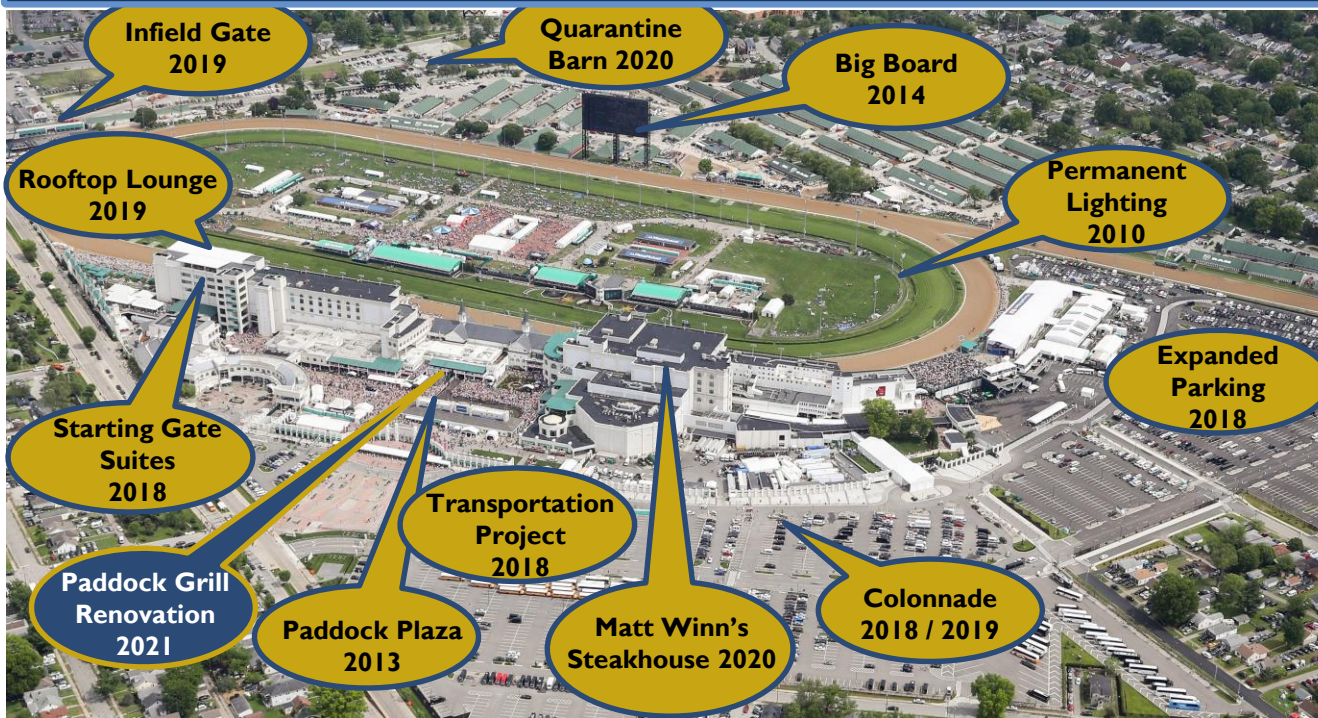 Infield Gate
2019
Quarantine
Barn 2020
Big Board
2014
Rooftop Lounge
2019
Permanent
Lighting
2010
Expanded
Parking
2018
Starting Gate
Suites
2018
Transportation
Project
2018
Paddock Grill
Renovation
2021
Paddock Plaza
2013
Matt Winn's
Steakhouse 2020
Colonnade
2018 / 2019